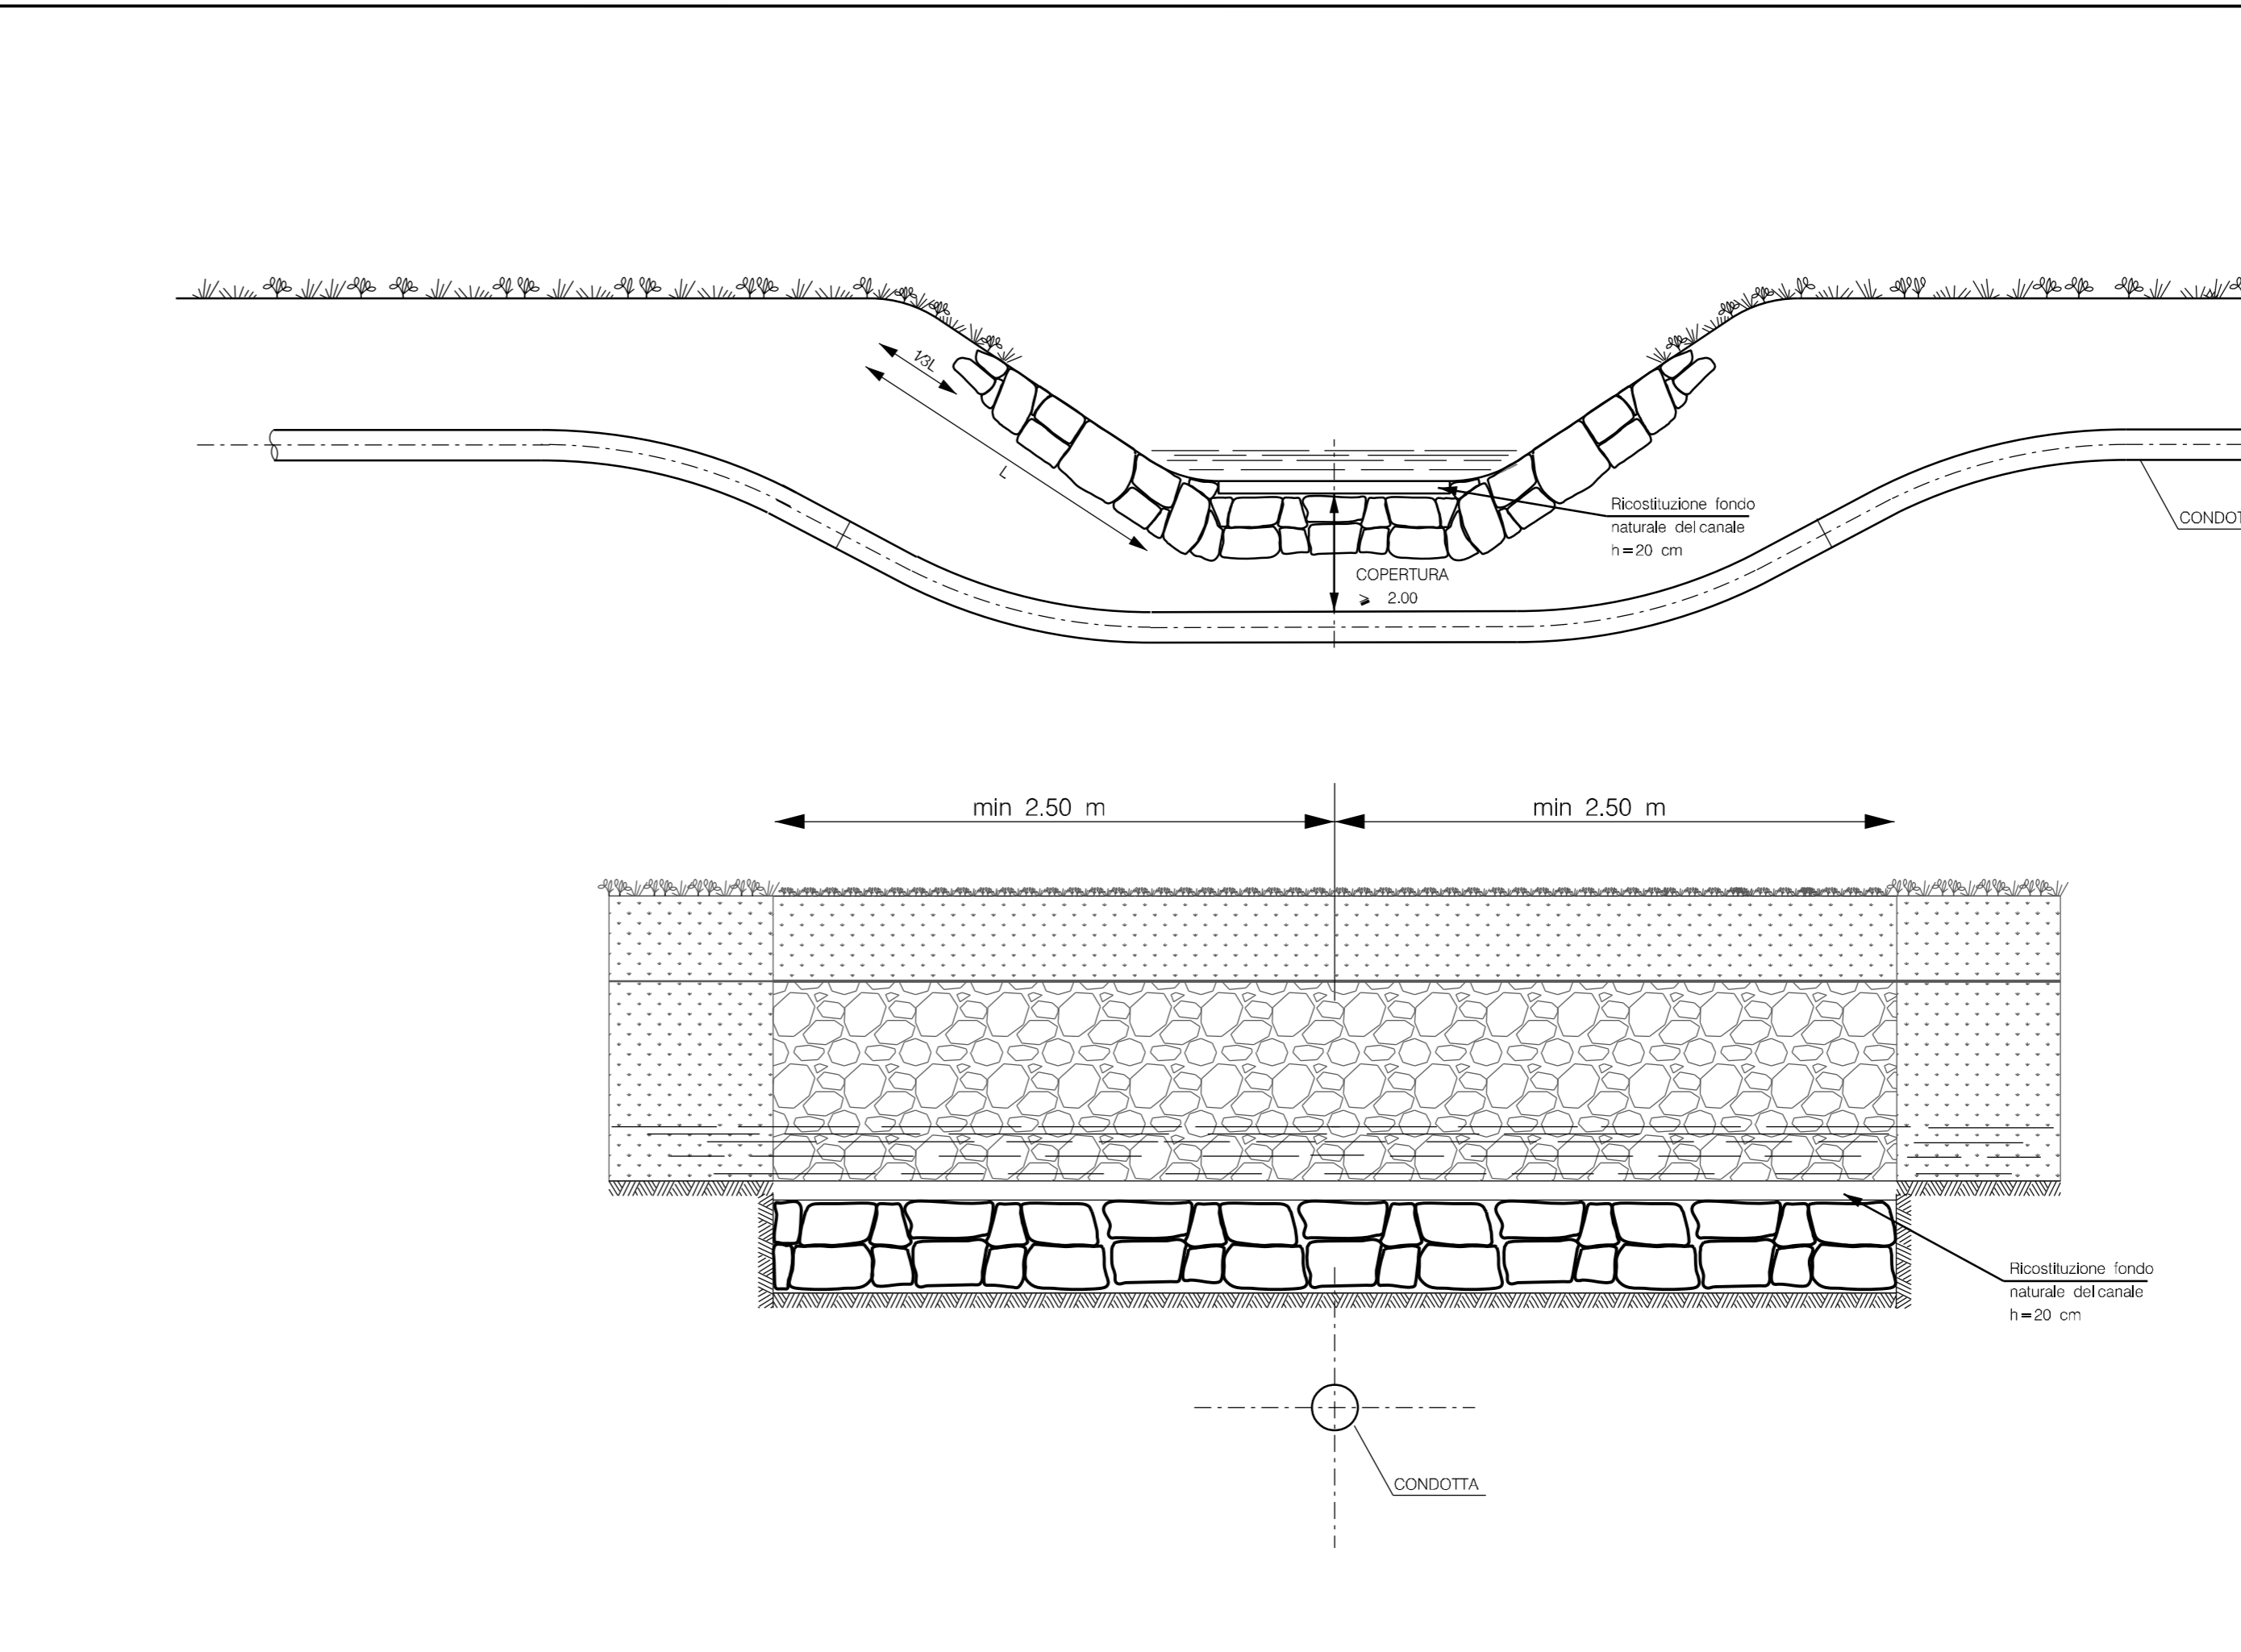 1/3L
L
Ricostituzione fondo
naturale del canale
h=20 cm
CONDOT
COPERTURA
⩾ 2.00
min 2.50 m
min 2.50 m
Ricostituzione fondo
naturale del canale
h=20 cm
CONDOTTA